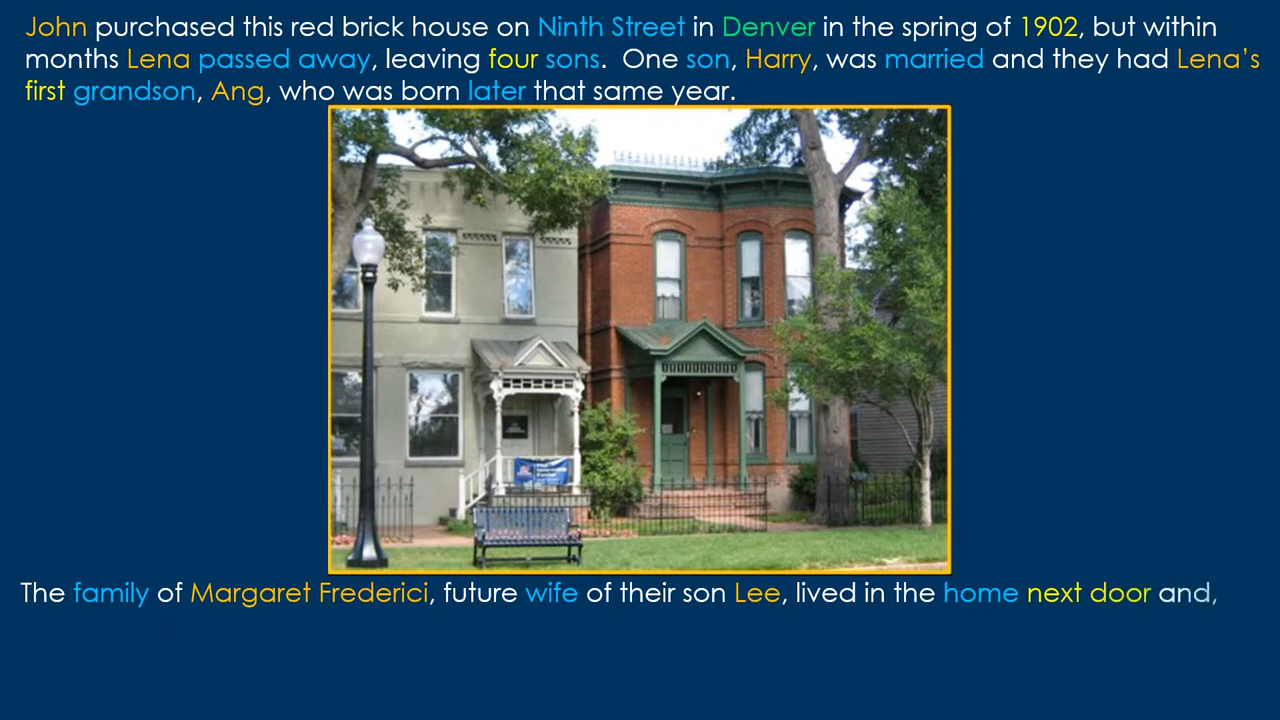 John purchased this red brick house on Ninth Street in Denver in the spring of 1902, but within
months Lena passed away, leaving four sons.  One son, Harry, was married and they had Lena’s
first grandson, Ang, who was born later that same year.
The family of Margaret Frederici, future wife of their son Lee, lived in the home next door and,